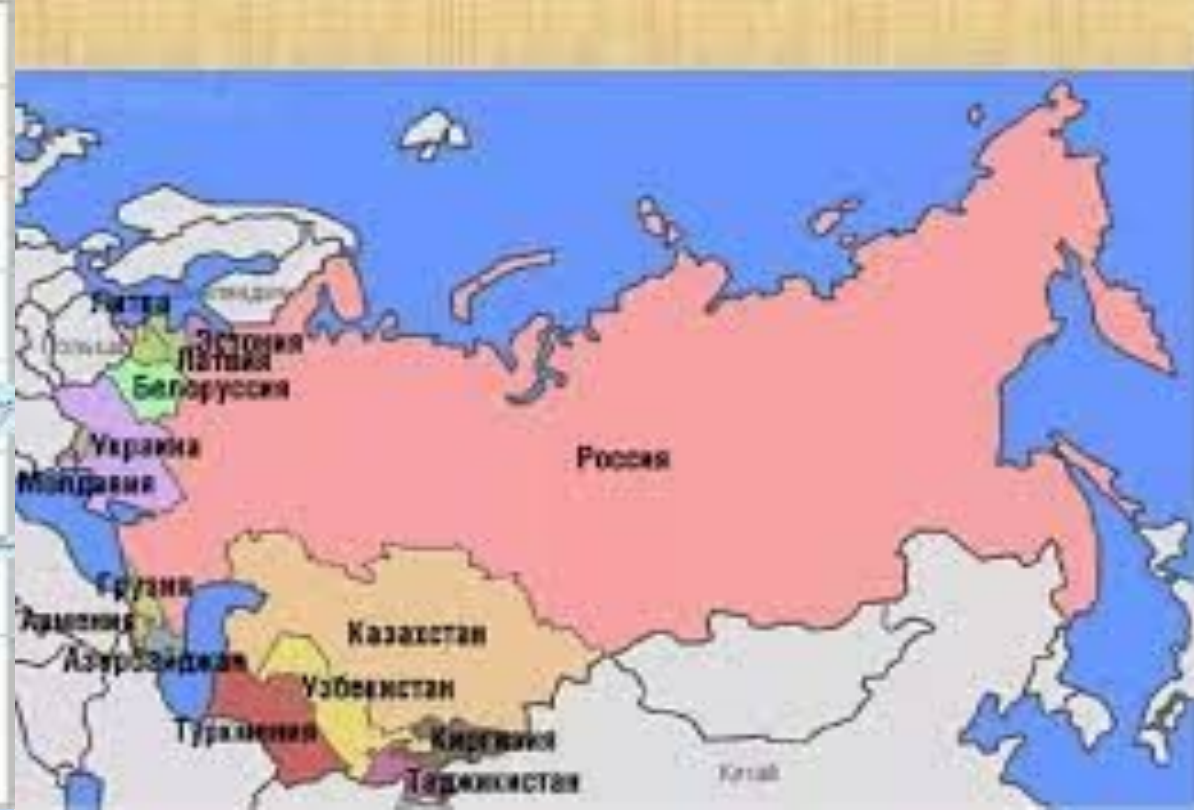 Литва
Эстония
Латвия
Белоруссия
Украина
Молдавия
Россия
Грузия
Армения
Азербайджан
Казахстан
Узбекистан
Туркмения
Киргизия
Таджикистан
Китай